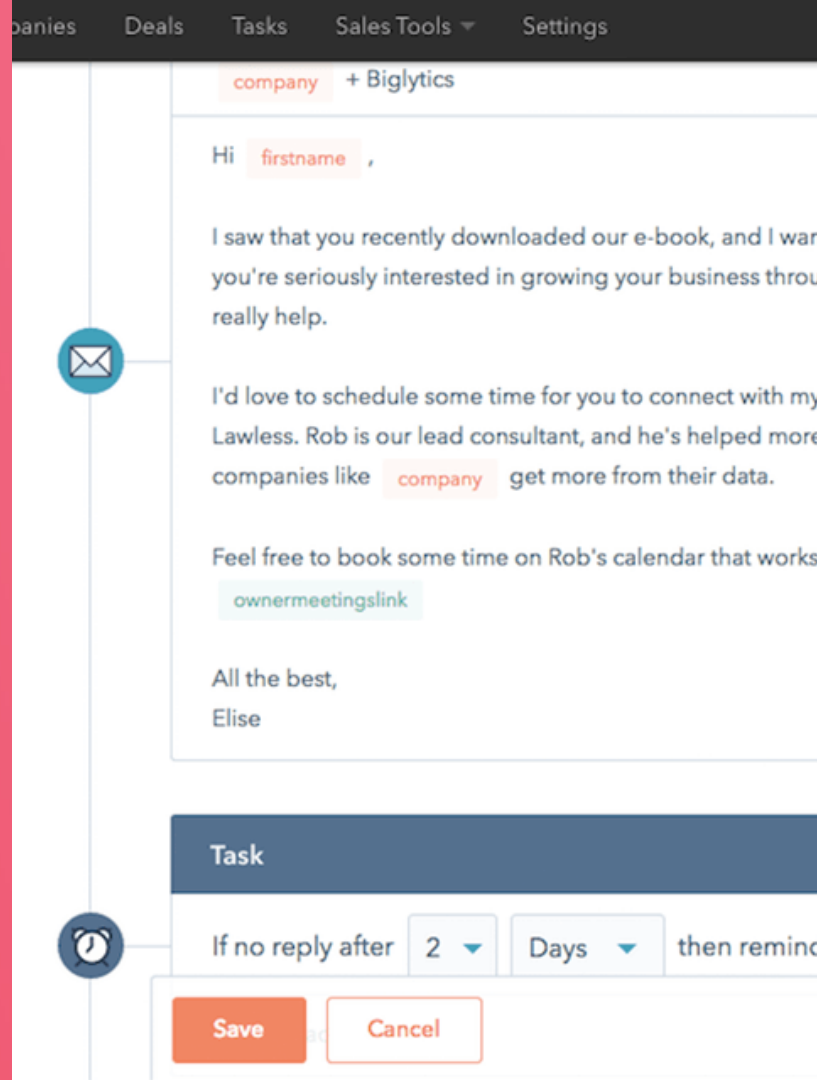 Deals Tasks Sales Tools Settings
company + Biglytics
Hi firstname ,
I saw that you recently downloaded our e-book, and I
you're seriously interested in growing your business
really help.
I'd love to schedule some time for you to connect with my
Lawless. Rob is our lead consultant, and he's helped more
companies like company get more from their data.
Feel free to book some time on Rob's calendar that works
ownermeetingslink
All the best,
Elise
Task
If no reply after 2 Days then
Save Cancel